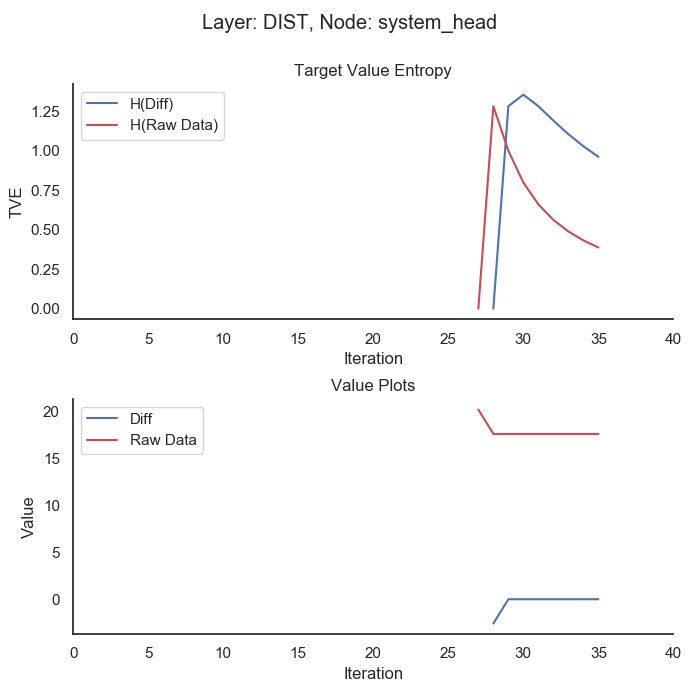 Layer: DIST, Node: system_head
Target Value Entropy
H(Diff)
H(Raw Data)
TVE
1.25
1.00
0.75
0.50
0.25
0.00
0 5 10 15 20 25 30 35 40
Iteration
Value Plots
Diff
Raw Data
Value
20
15
10
5
0
0 5 10 15 20 25 30 35 40
Iteration